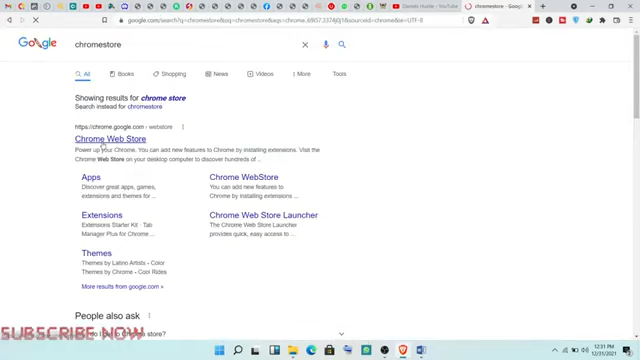 Daniels Hustle - YouTube
chromestore - Google
google.com/search?q=chromestore&oq=chromestore&aqs=chrome..69i57.3740j0j1&sourceid=chrome&ie=UTF-8
Google
chromestore
All
Books
Shopping
News
Videos
More
Tools
Showing results for chrome store
Search instead for chromestore
https://chrome.google.com › webstore
Chrome Web Store
Power up your Chrome. You can add new features to Chrome by installing extensions. Visit the
Chrome Web Store on your desktop computer to discover hundreds of ...
Apps
Discover great apps, games,
extensions and themes for ...
Chrome WebStore
You can add new features to
Chrome by installing extensions ...
Extensions
Extensions Starter Kit · Tab
Manager Plus for Chrome ...
Chrome Web Store Launcher
The Chrome Web Store Launcher
provides quick, easy access to ...
Themes
Themes by Latino Artists · Color
Themes by Chrome · Cool Rides
More results from google.com »
People also ask
do I get to Chrome store?
SUBSCRIBE NOW
12:31 PM
12/31/2021